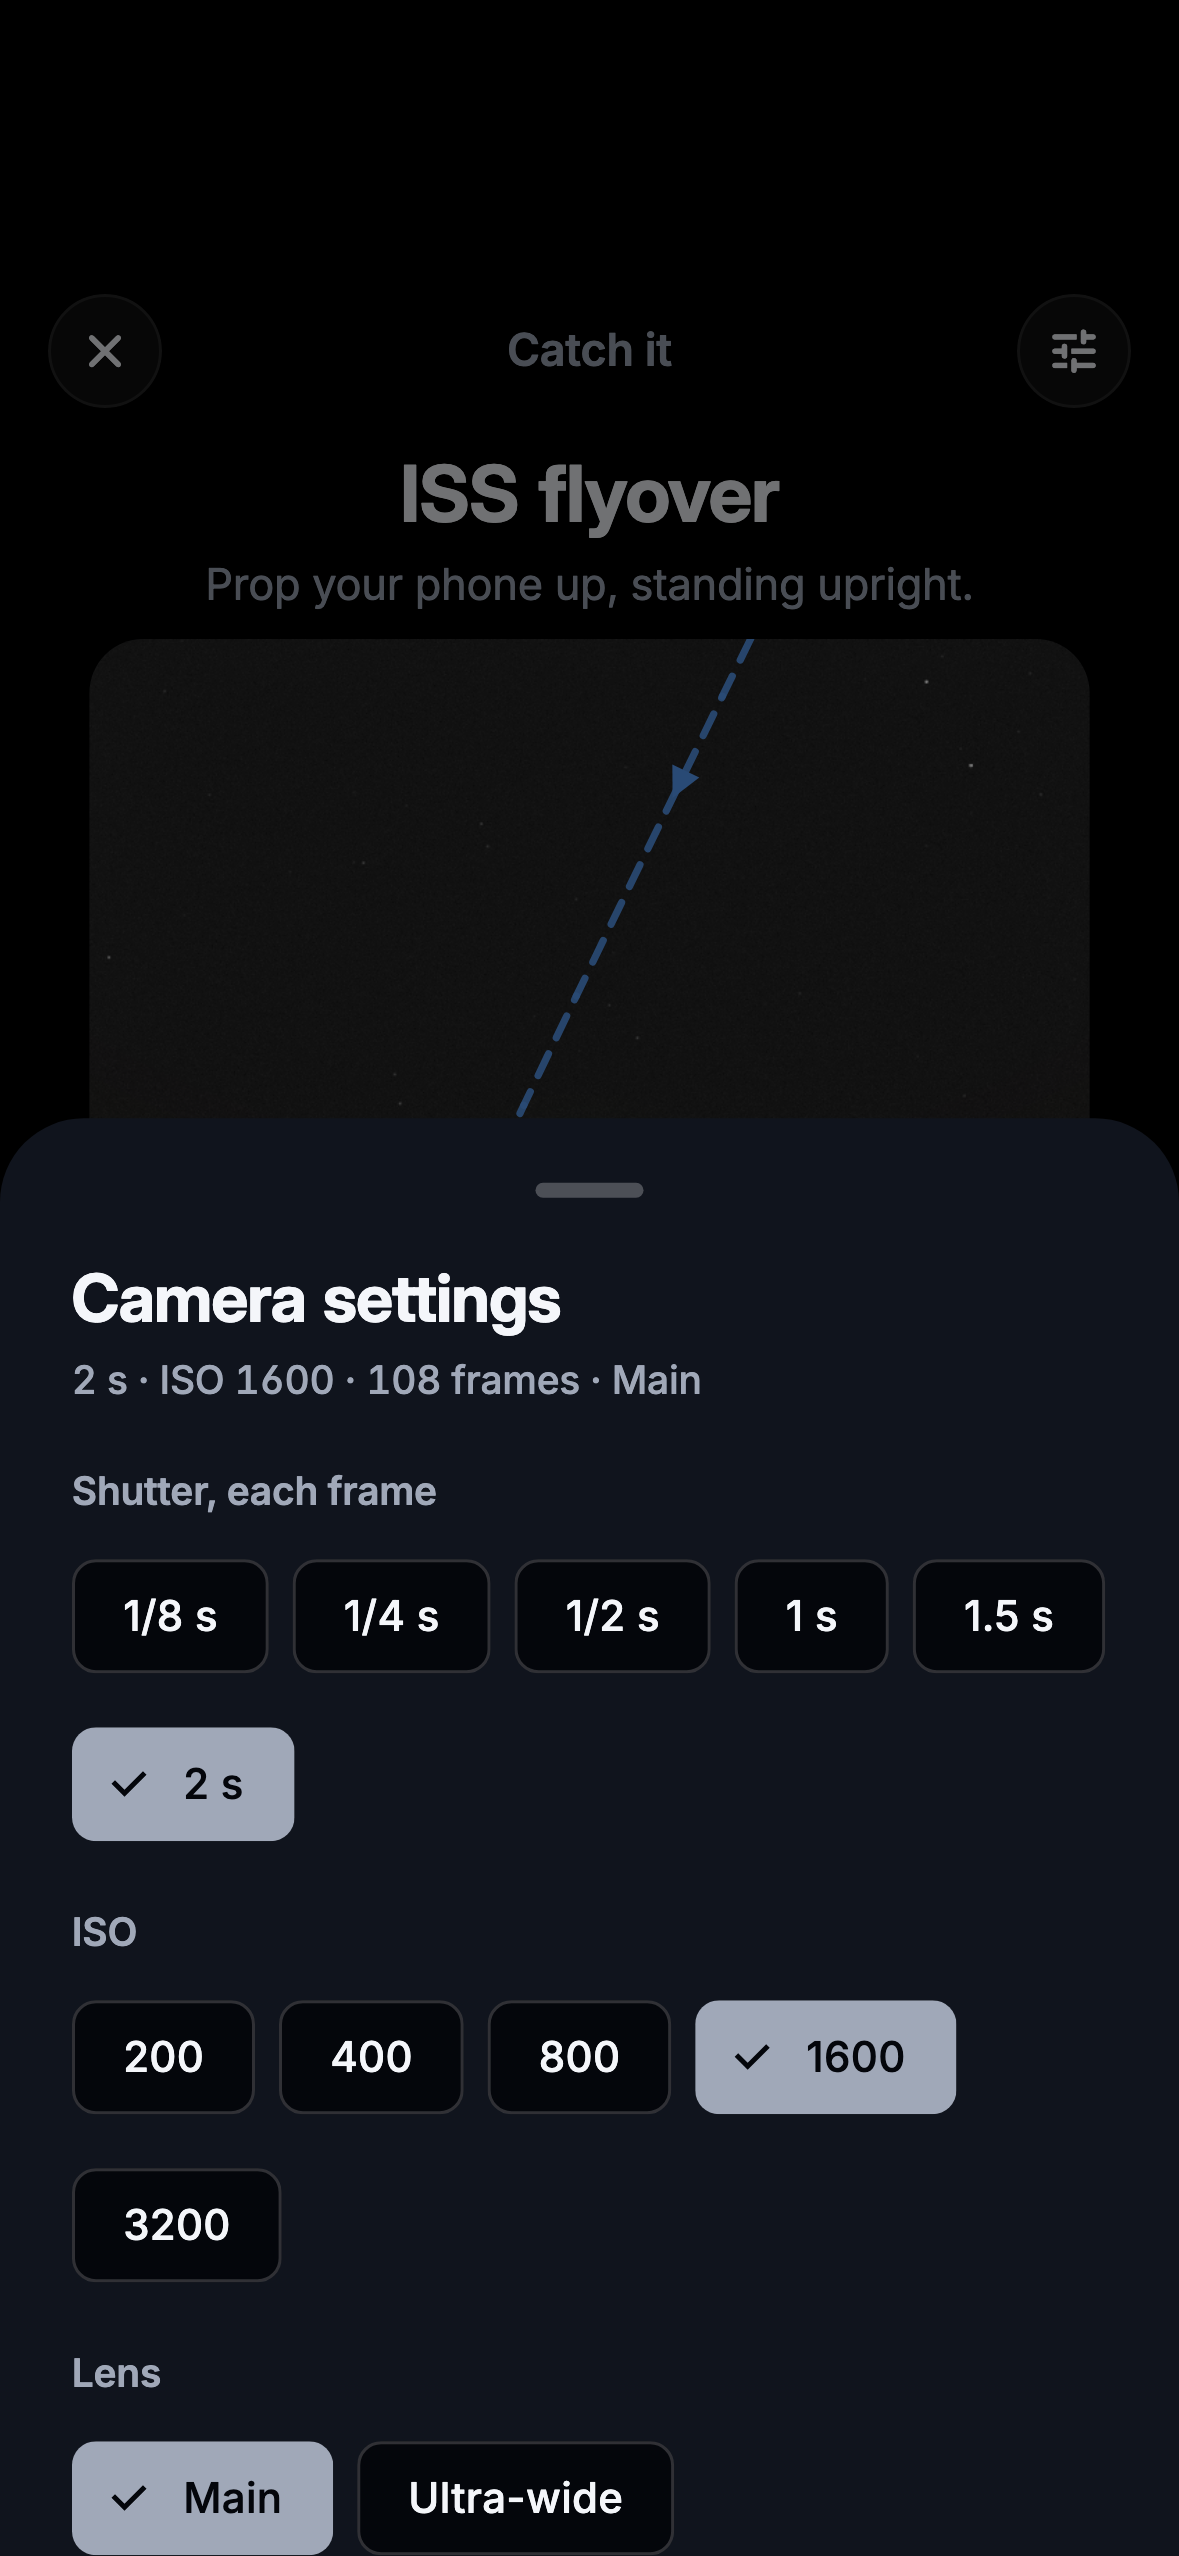 Catch it
ISS flyover
Prop your phone up, standing upright.
Camera settings
2 s · ISO 1600 · 108 frames · Main
Shutter, each frame
1/8 s 1/4 s 1/2 s 1 s 1.5 s
2 s
ISO
200 400 800 1600
3200
Lens
Main Ultra-wide